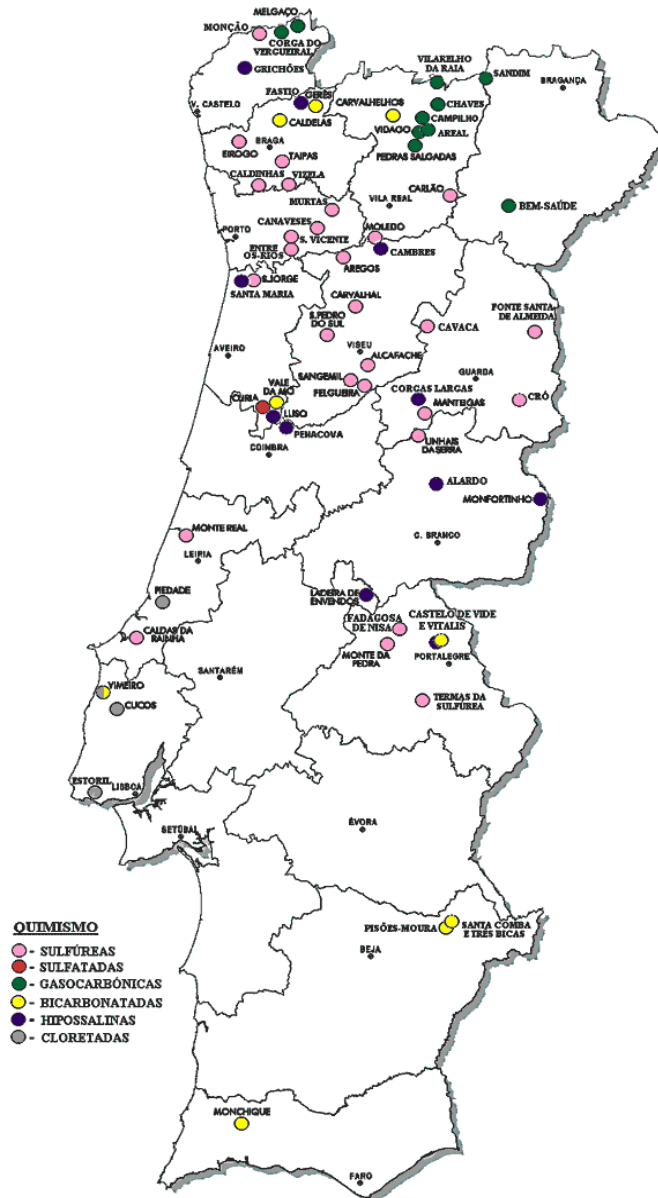 MELGAÇO
MONÇÃO
CORGA DO
VERGUEIRAL
GRICHÕES
VILARELHO
DA RAIA
SANDIM
BRAGANÇA
FASTIO
GERÊS
CARVALHELHOS
CHAVES
V. CASTELO
CALDELAS
CAMPILHO
VIDAGO
AREAL
EIROGO
BRAGA
PEDRAS SALGADAS
TAIPAS
CALDINHAS
VIZELA
CARLÃO
MURTAS
VILA REAL
BEM-SAÚDE
CANAVESES
PORTO
S. VICENTE
MOLEDO
ENTRE
OS-RIOS
CAMBRES
AREGOS
S.JORGE
SANTA MARIA
CARVALHAL
FONTE SANTA
DE ALMEIDA
S.PEDRO
DO SUL
CAVACA
AVEIRO
VISEU
ALCAFACHE
GUARDA
SANGEMIL
VALE
DA MÓ
FELGUEIRA
CORGAS LARGAS
CURIA
CRÓ
MANTEIGAS
LUSO
PENACOVA
UNHAIS
DA SERRA
COIMBRA
ALARDO
MONFORTINHO
MONTE REAL
C. BRANCO
LEIRIA
PIEDADE
LADEIRA DE
ENVENDOS
FADAGOSA
DE NISA
CASTELO DE VIDE
E VITALIS
CALDAS DA
RAINHA
MONTE DA
PEDRA
PORTALEGRE
SANTARÉM
VIMEIRO
CUCOS
TERMAS DA
SULFÚREA
ESTORIL
LISBOA
SETÚBAL
ÉVORA
QUIMISMO
- SULFÚREAS
- SULFATADAS
- GASOCARBÓNICAS
- BICARBONATADAS
- HIPOSSALINAS
- CLORETADAS
PISÕES-MOURA
SANTA COMBA
E TRÊS BICAS
BEJA
MONCHIQUE
FARO